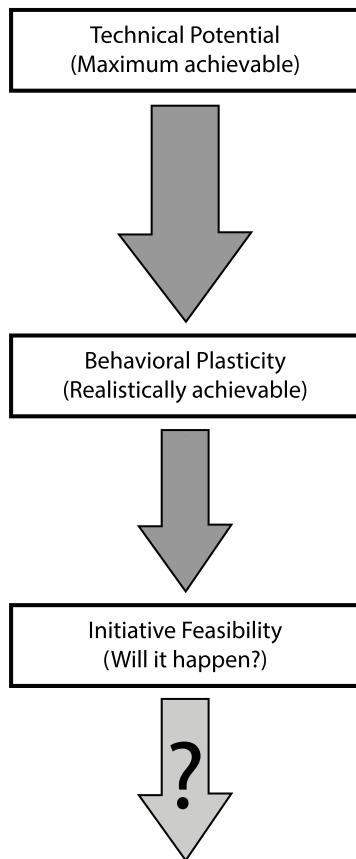 Technical Potential
(Maximum achievable)
Behavioral Plasticity
(Realistically achievable)
Initiative Feasibility
(Will it happen?)
?